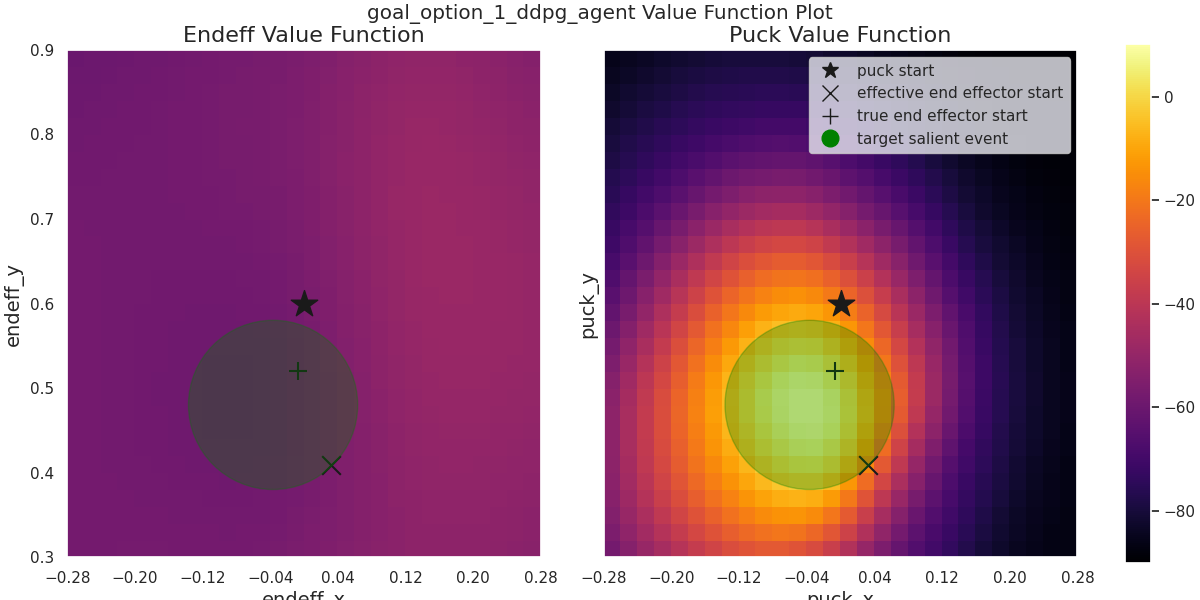 goal_option_1_ddpg_agent Value Function Plot
Endeff Value Function
0.9
0.8
0.7
0.6
0.5
0.4
0.3
endeff_y
−0.28 −0.20 −0.12 −0.04 0.04 0.12 0.20 0.28
endeff_x
Puck Value Function
puck start
effective end effector start
true end effector start
target salient event
puck_y
−0.28 −0.20 −0.12 −0.04 0.04 0.12 0.20 0.28
puck_x
0
−20
−40
−60
−80